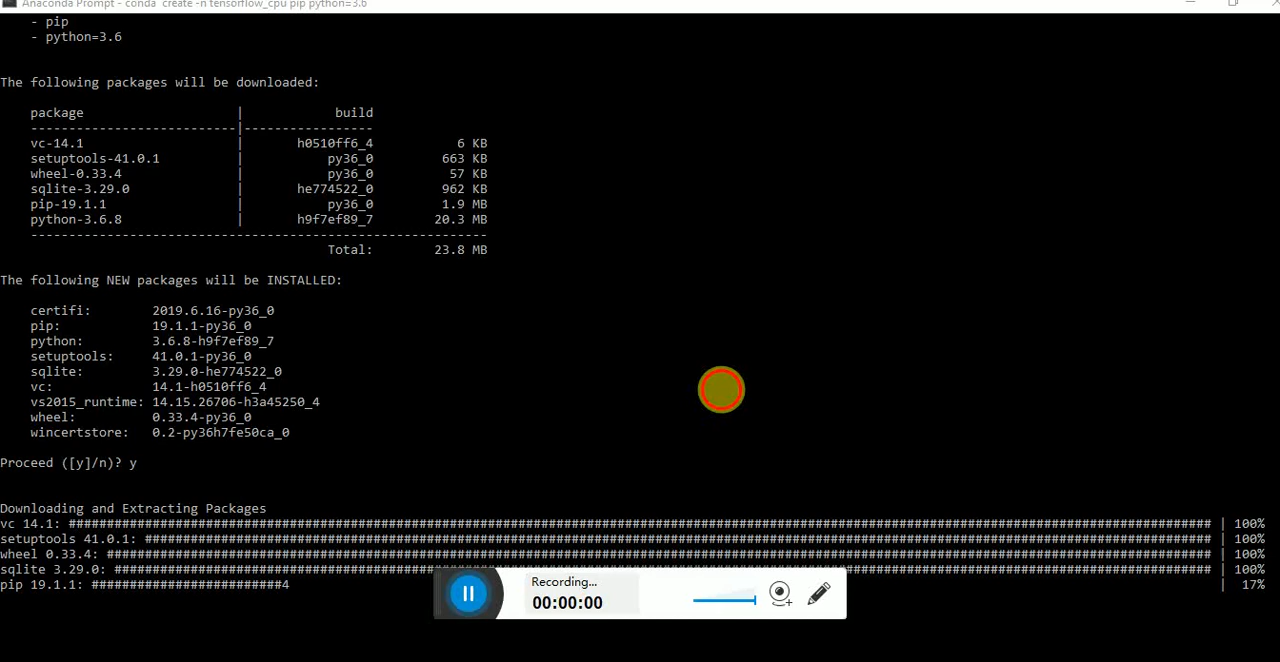 Anaconda Prompt - conda create -n tensorflow_cpu pip python=3.6
- pip
- python=3.6
The following packages will be downloaded:
package | build
---------------------------|-----------------
vc-14.1 | h0510ff6_4 6 KB
setuptools-41.0.1 | py36_0 663 KB
wheel-0.33.4 | py36_0 57 KB
sqlite-3.29.0 | he774522_0 962 KB
pip-19.1.1 | py36_0 1.9 MB
python-3.6.8 | h9f7ef89_7 20.3 MB
------------------------------------------------------------
Total: 23.8 MB
The following NEW packages will be INSTALLED:
certifi: 2019.6.16-py36_0
pip: 19.1.1-py36_0
python: 3.6.8-h9f7ef89_7
setuptools: 41.0.1-py36_0
sqlite: 3.29.0-he774522_0
vc: 14.1-h0510ff6_4
vs2015_runtime: 14.15.26706-h3a45250_4
wheel: 0.33.4-py36_0
wincertstore: 0.2-py36h7fe50ca_0
Proceed ([y]/n)? y
Downloading and Extracting Packages
vc 14.1: ############################ | 100%
setuptools 41.0.1: ############################ | 100%
wheel 0.33.4: ############################ | 100%
sqlite 3.29.0: ############################ | 100%
pip 19.1.1: #########################4 | 17%
Recording...
00:00:00